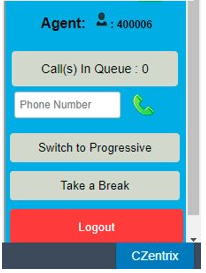 Agent: : 400006
Call(s) In Queue : 0
Phone Number
Switch to Progressive
Take a Break
Logout
CZentrix